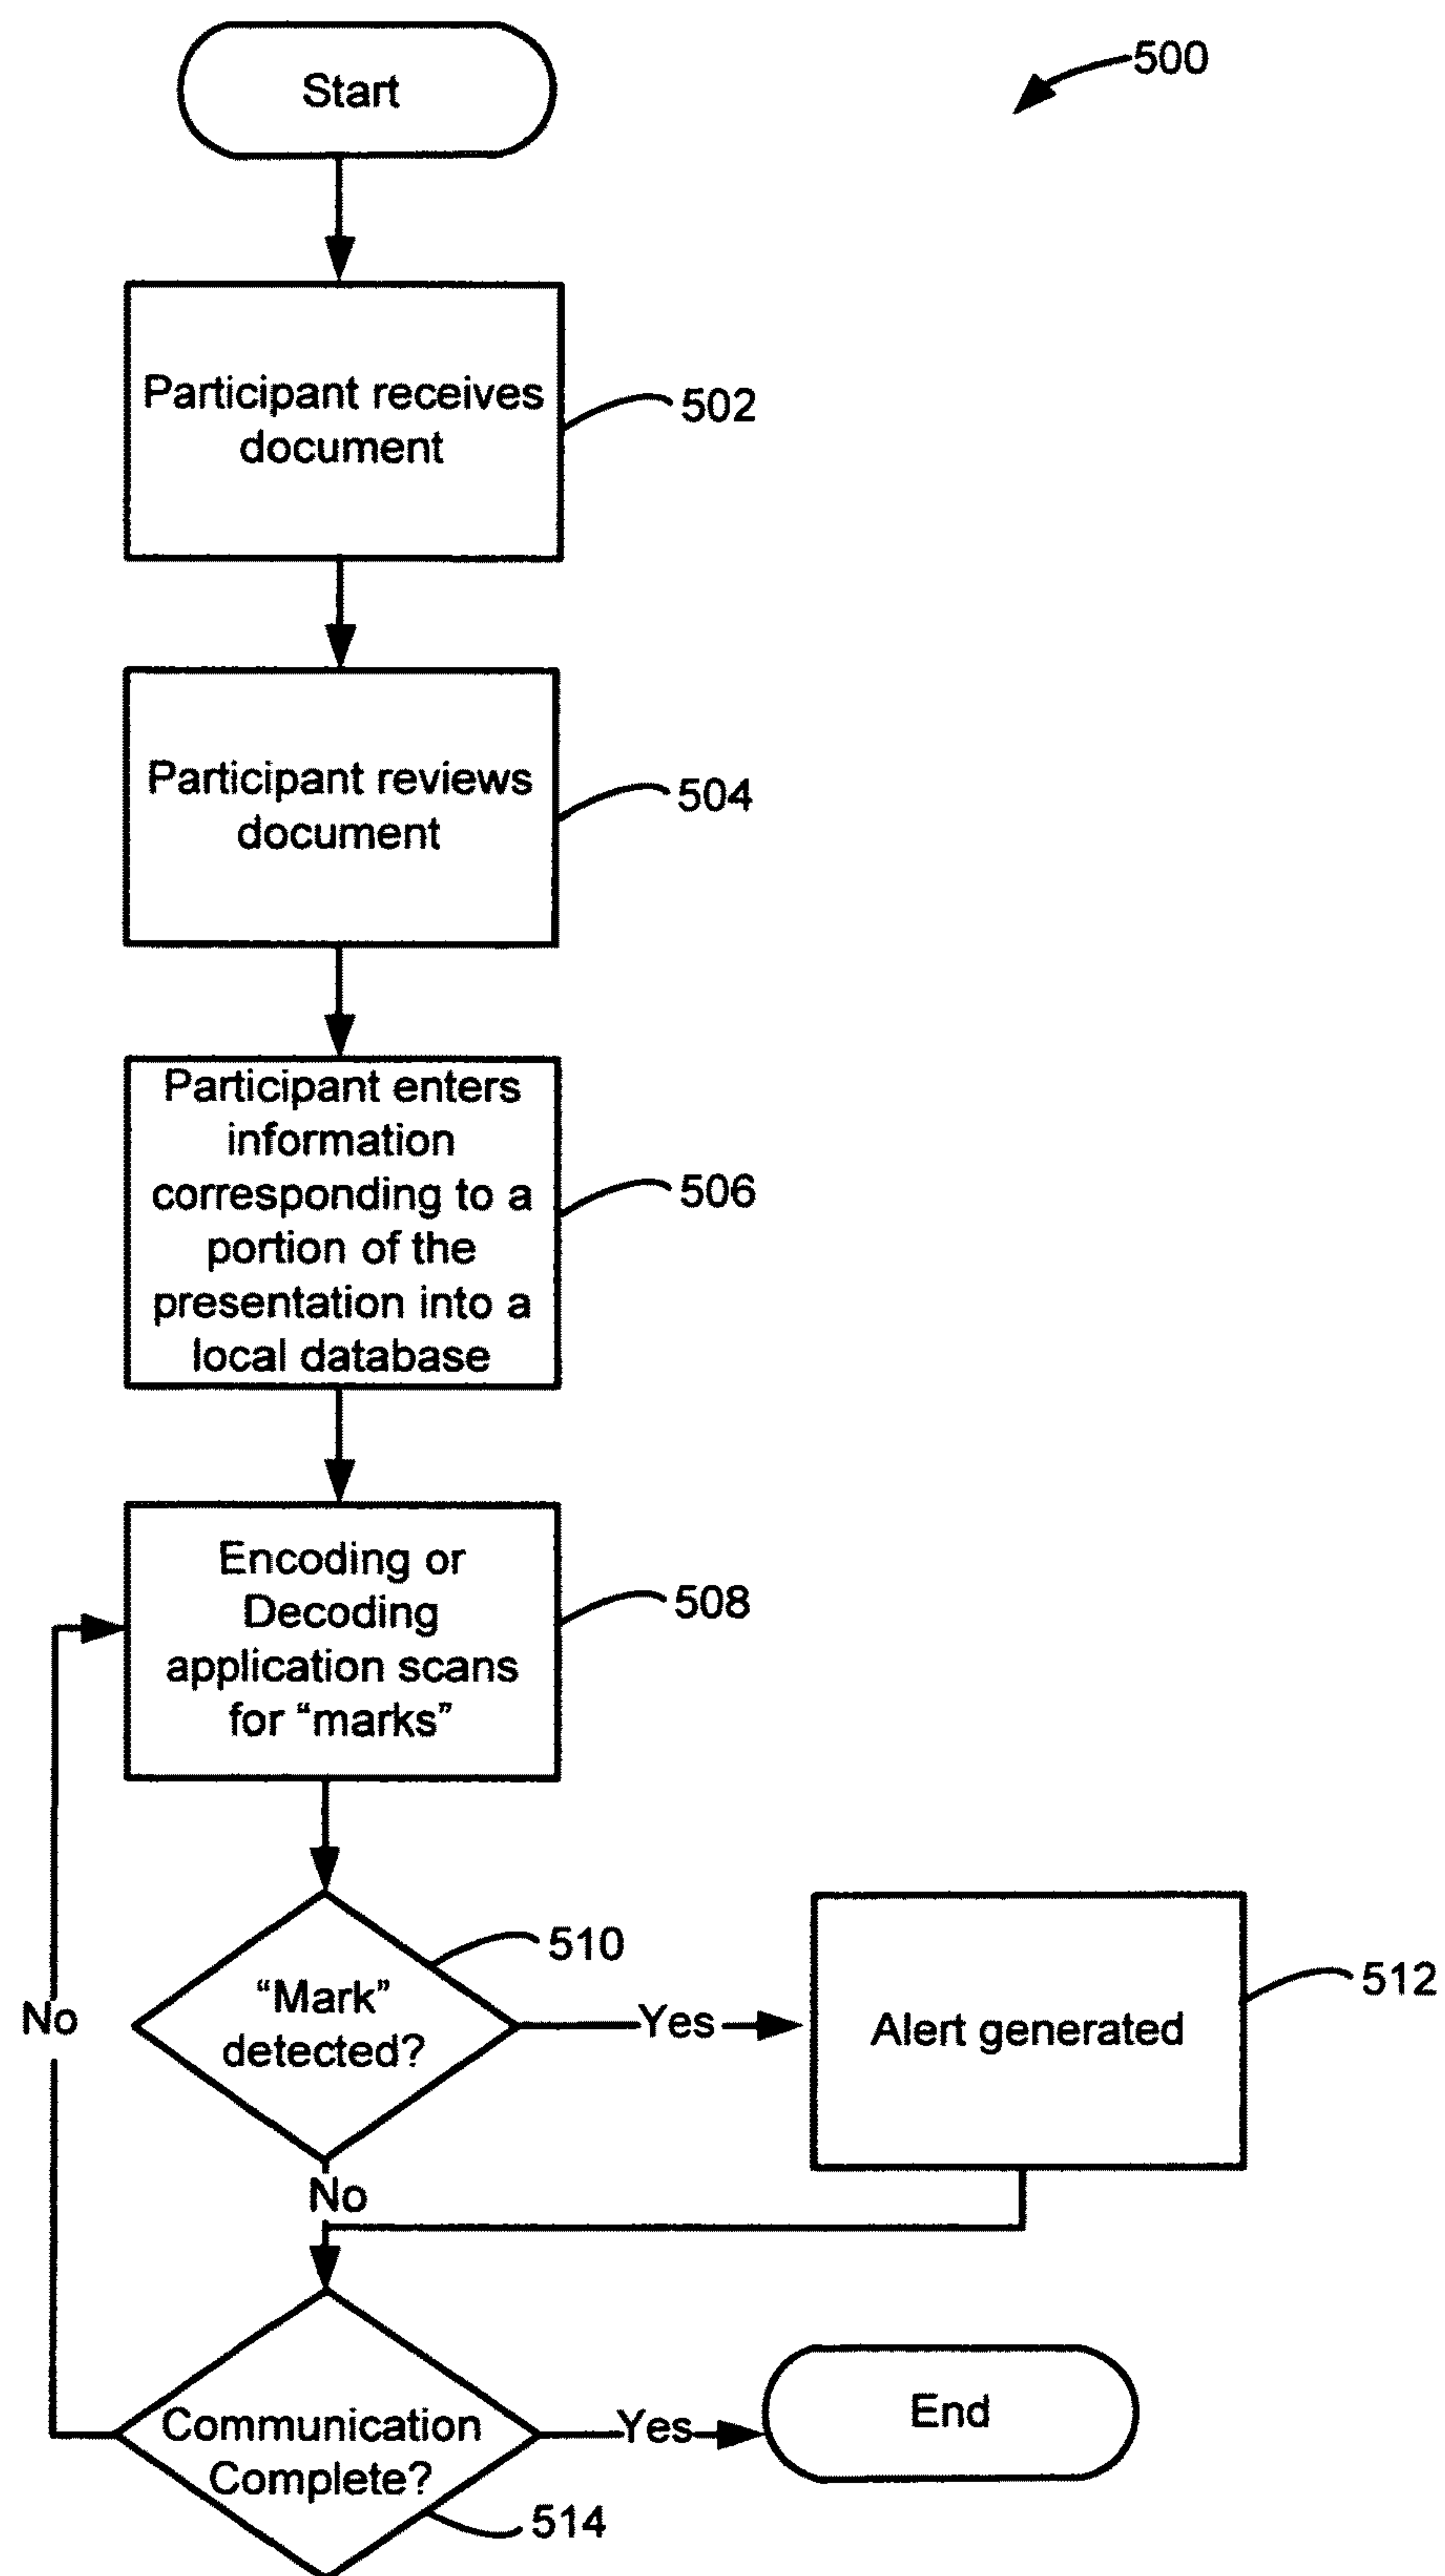 Start
500
Participant receives
document
502
Participant reviews
document
504
Participant enters
information
corresponding to a
portion of the
presentation into a
local database
506
Encoding or
Decoding
application scans
for “marks”
508
“Mark”
detected?
510
Yes
Alert generated
512
No
No
Communication
Complete?
514
Yes
End